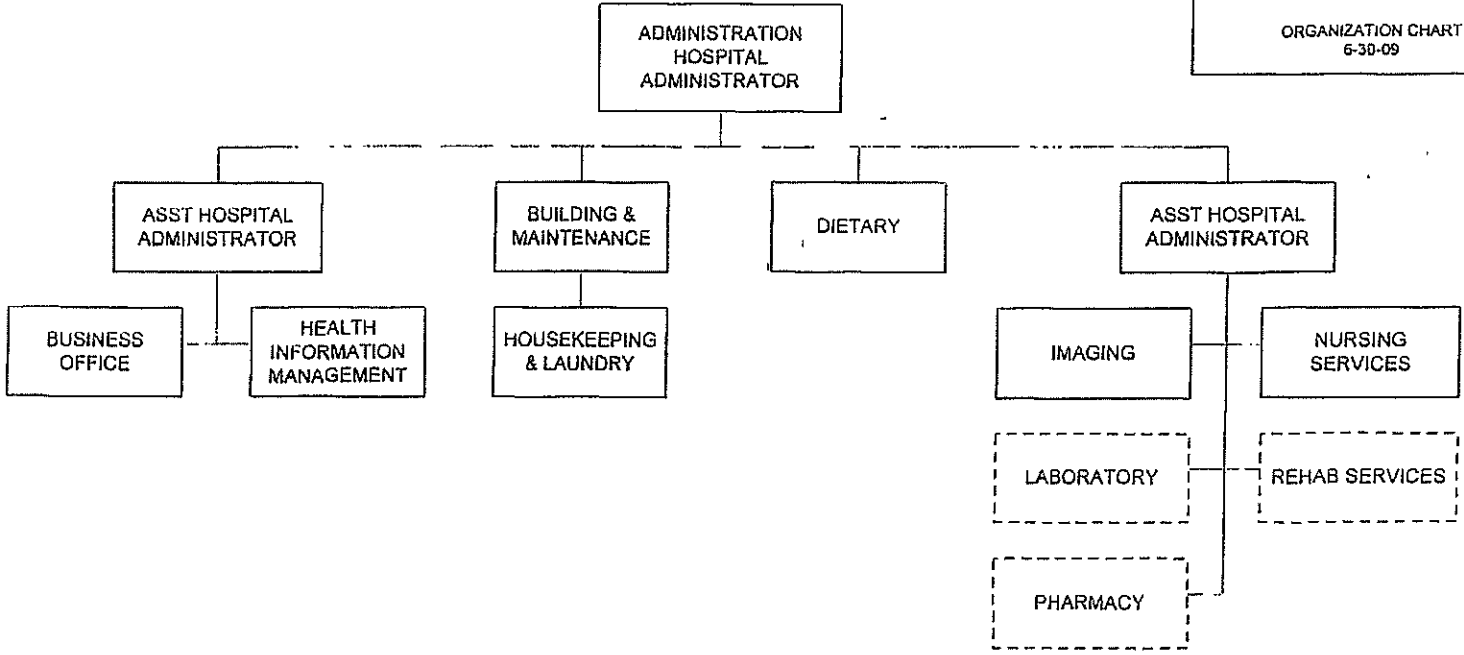 ORGANIZATION CHART
6-30-09
ADMINISTRATION
HOSPITAL
ADMINISTRATOR
ASST HOSPITAL
ADMINISTRATOR
BUILDING &
MAINTENANCE
DIETARY
ASST HOSPITAL
ADMINISTRATOR
BUSINESS
OFFICE
HEALTH
INFORMATION
MANAGEMENT
HOUSEKEEPING
& LAUNDRY
IMAGING
NURSING
SERVICES
LABORATORY
REHAB SERVICES
PHARMACY